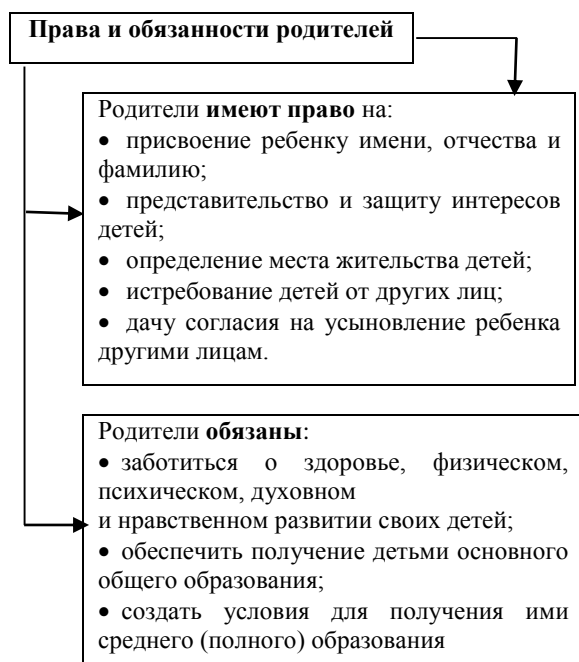 Права и обязанности родителей
Родители имеют право на:
• присвоение ребенку имени, отчества и
фамилию;
• представительство и защиту интересов
детей;
• определение места жительства детей;
• истребование детей от других лиц;
• дачу согласия на усыновление ребенка
другими лицам.
Родители обязаны:
• заботиться о здоровье, физическом,
психическом, духовном
и нравственном развитии своих детей;
• обеспечить получение детьми основного
общего образования;
• создать условия для получения ими
среднего (полного) образования